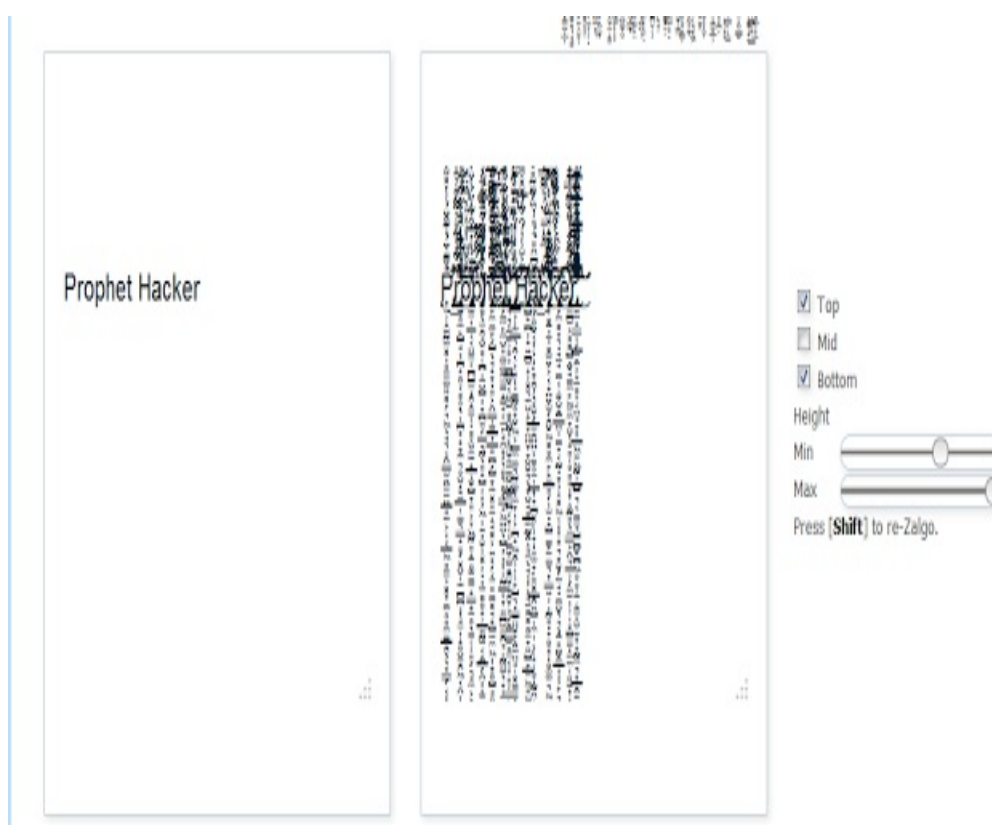 Prophet Hacker
Prophet Hacker
Top
Mid
Bottom
Height
Min
Max
Press [Shift] to re-Zalgo.